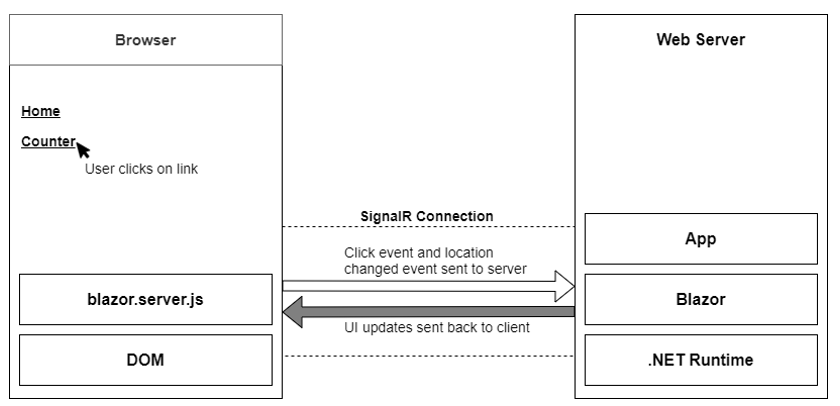 Browser
Web Server
Home
Counter
User clicks on link
SignalR Connection
Click event and location
changed event sent to server
UI updates sent back to client
blazor.server.js
DOM
App
Blazor
.NET Runtime